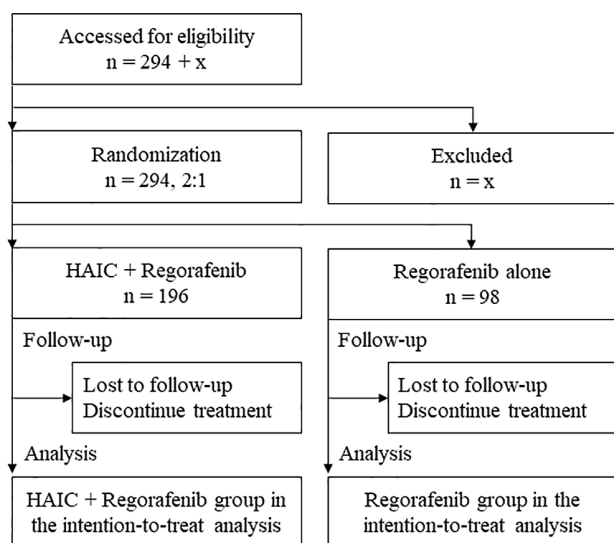 Accessed for eligibility
n = 294 + x
Randomization
n = 294, 2:1
Excluded
n = x
HAIC + Regorafenib
n = 196
Regorafenib alone
n = 98
Follow-up
Follow-up
Lost to follow-up
Discontinue treatment
Lost to follow-up
Discontinue treatment
Analysis
Analysis
HAIC + Regorafenib group in
the intention-to-treat analysis
Regorafenib group in the
intention-to-treat analysis